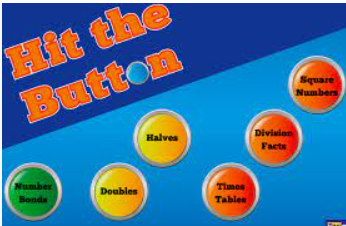 Hit the
Button
Square
Numbers
Halves
Division
Facts
Number
Bonds
Doubles
Times
Tables